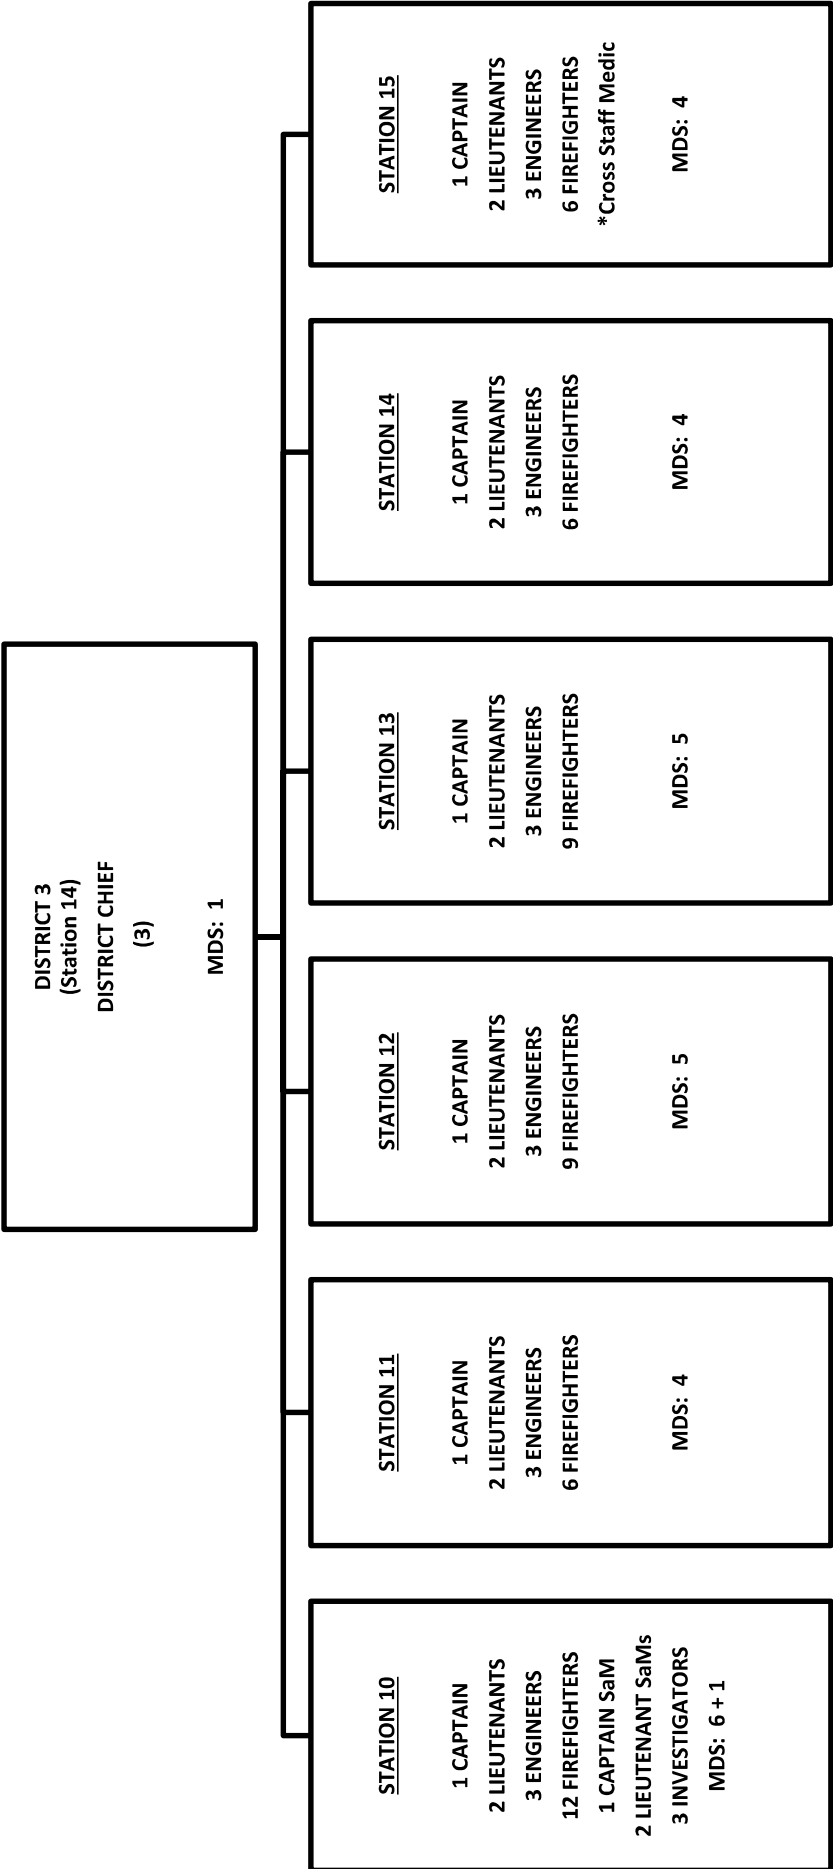 DISTRICT 3
(Station 14)
DISTRICT CHIEF
(3)
MDS: 1
STATION 10
1 CAPTAIN
2 LIEUTENANTS
3 ENGINEERS
12 FIREFIGHTERS
1 CAPTAIN SaM
2 LIEUTENANT SaMs
3 INVESTIGATORS
MDS: 6 + 1
STATION 11
1 CAPTAIN
2 LIEUTENANTS
3 ENGINEERS
6 FIREFIGHTERS
MDS: 4
STATION 12
1 CAPTAIN
2 LIEUTENANTS
3 ENGINEERS
9 FIREFIGHTERS
MDS: 5
STATION 13
1 CAPTAIN
2 LIEUTENANTS
3 ENGINEERS
9 FIREFIGHTERS
MDS: 5
STATION 14
1 CAPTAIN
2 LIEUTENANTS
3 ENGINEERS
6 FIREFIGHTERS
MDS: 4
STATION 15
1 CAPTAIN
2 LIEUTENANTS
3 ENGINEERS
6 FIREFIGHTERS
*Cross Staff Medic
MDS: 4